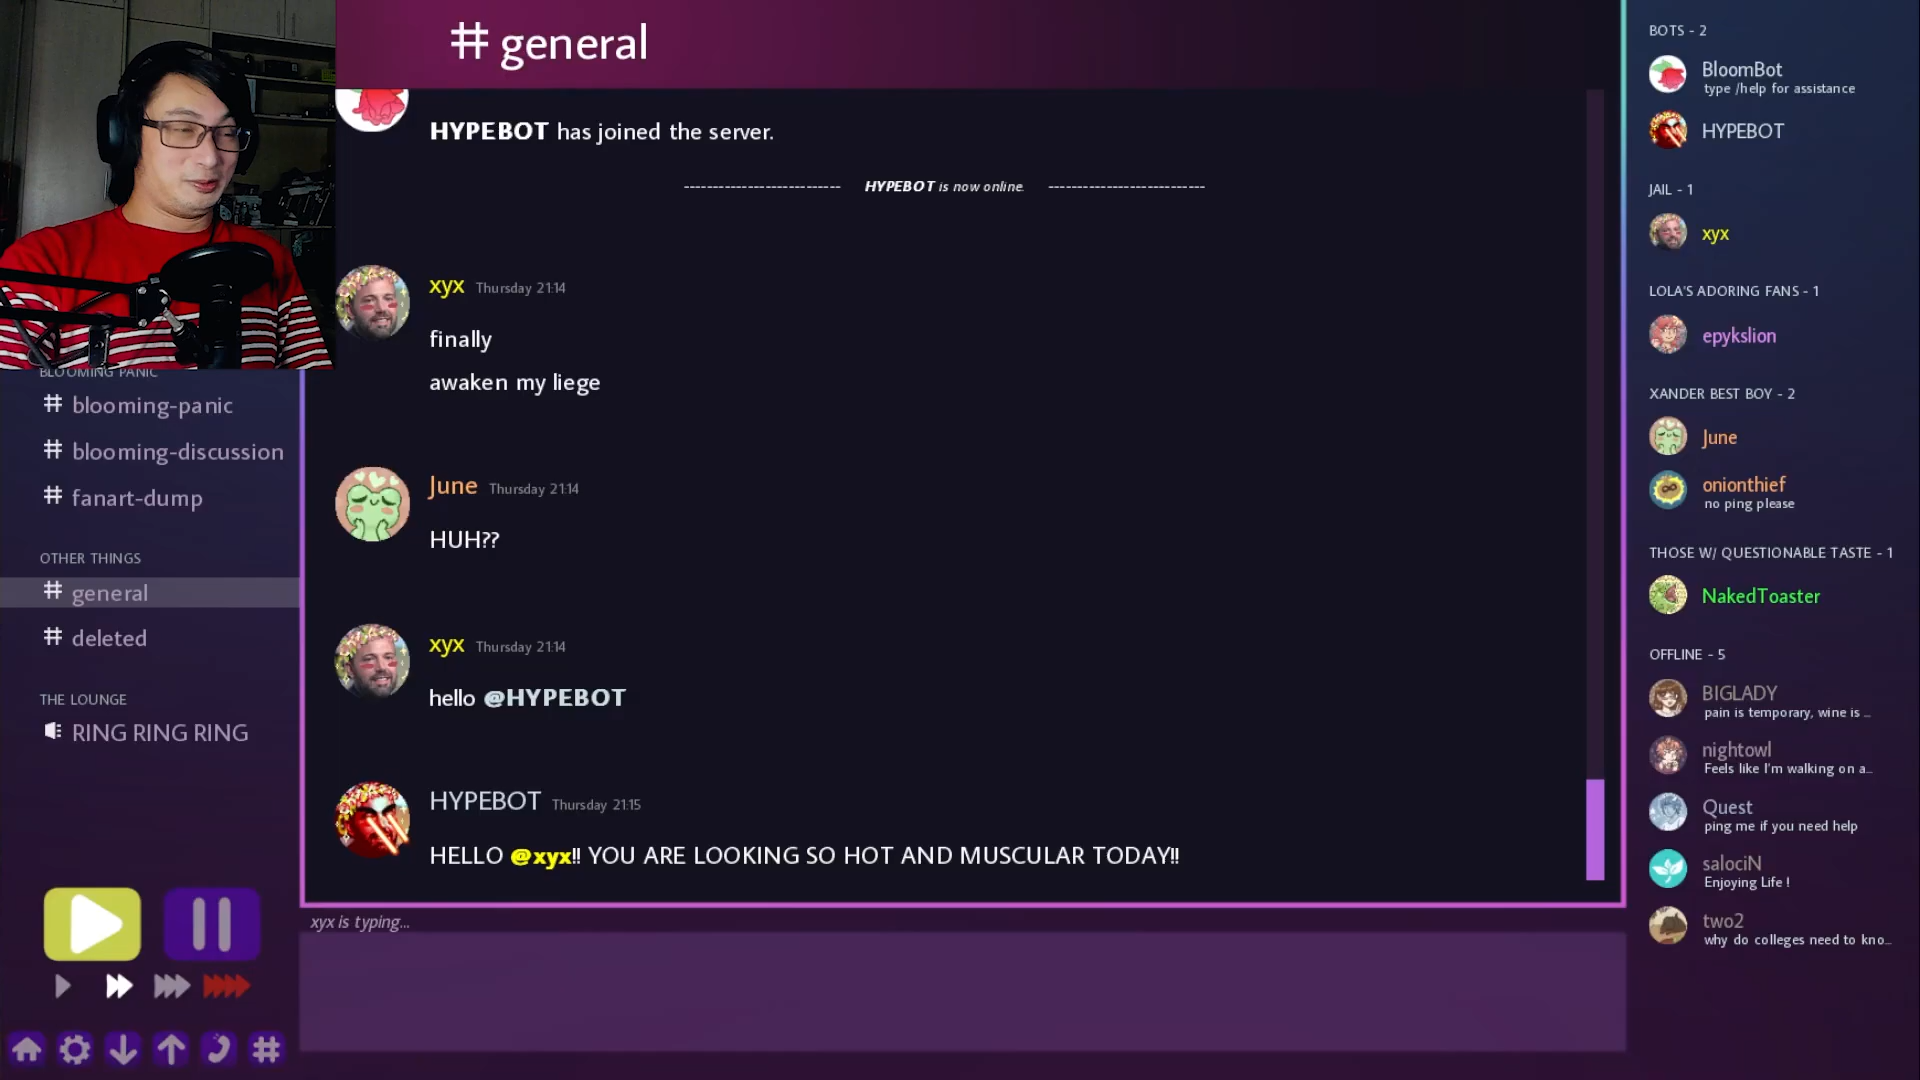 # general
HYPEBOT has joined the server.
--------------------------- HYPEBOT is now online. ---------------------------
xyx Thursday 21:14
finally
awaken my liege
June Thursday 21:14
HUH??
xyx Thursday 21:14
hello @HYPEBOT
HYPEBOT Thursday 21:15
HELLO @xyx!! YOU ARE LOOKING SO HOT AND MUSCULAR TODAY!!
xyx is typing...
BLOOMING PANIC
# blooming-panic
# blooming-discussion
# fanart-dump
OTHER THINGS
# general
# deleted
THE LOUNGE
RING RING RING
BOTS - 2
BloomBot
type /help for assistance
HYPEBOT
JAIL - 1
xyx
LOLA'S ADORING FANS - 1
epykslion
XANDER BEST BOY - 2
June
onionthief
no ping please
THOSE W/ QUESTIONABLE TASTE - 1
NakedToaster
OFFLINE - 5
BIGLADY
pain is temporary, wine is ...
nightowl
Feels like I'm walking on a...
Quest
ping me if you need help
salociN
Enjoying Life !
two2
why do colleges need to kno...